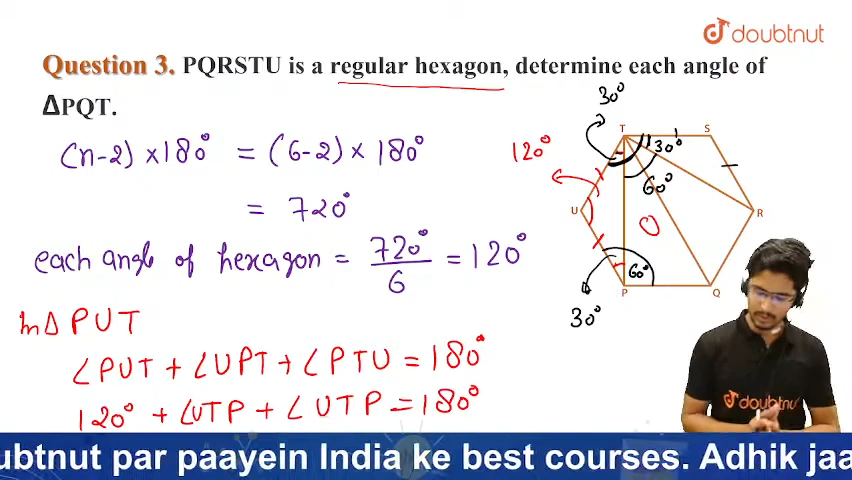 doubtnut
Question 3. PQRSTU is a regular hexagon, determine each angle of
ΔPQT.
(n-2) × 180° = (6-2) × 180°
= 720°
each angle of hexagon = 720°/6 = 120°
In Δ PUT
∠PUT + ∠UPT + ∠PTU = 180°
120° + ∠UTP + ∠UTP = 180°
30°
120°
T
S
30°
60°
U
R
60°
P
Q
30°
doubtnut
ubtnut par paayein India ke best courses. Adhik jaa